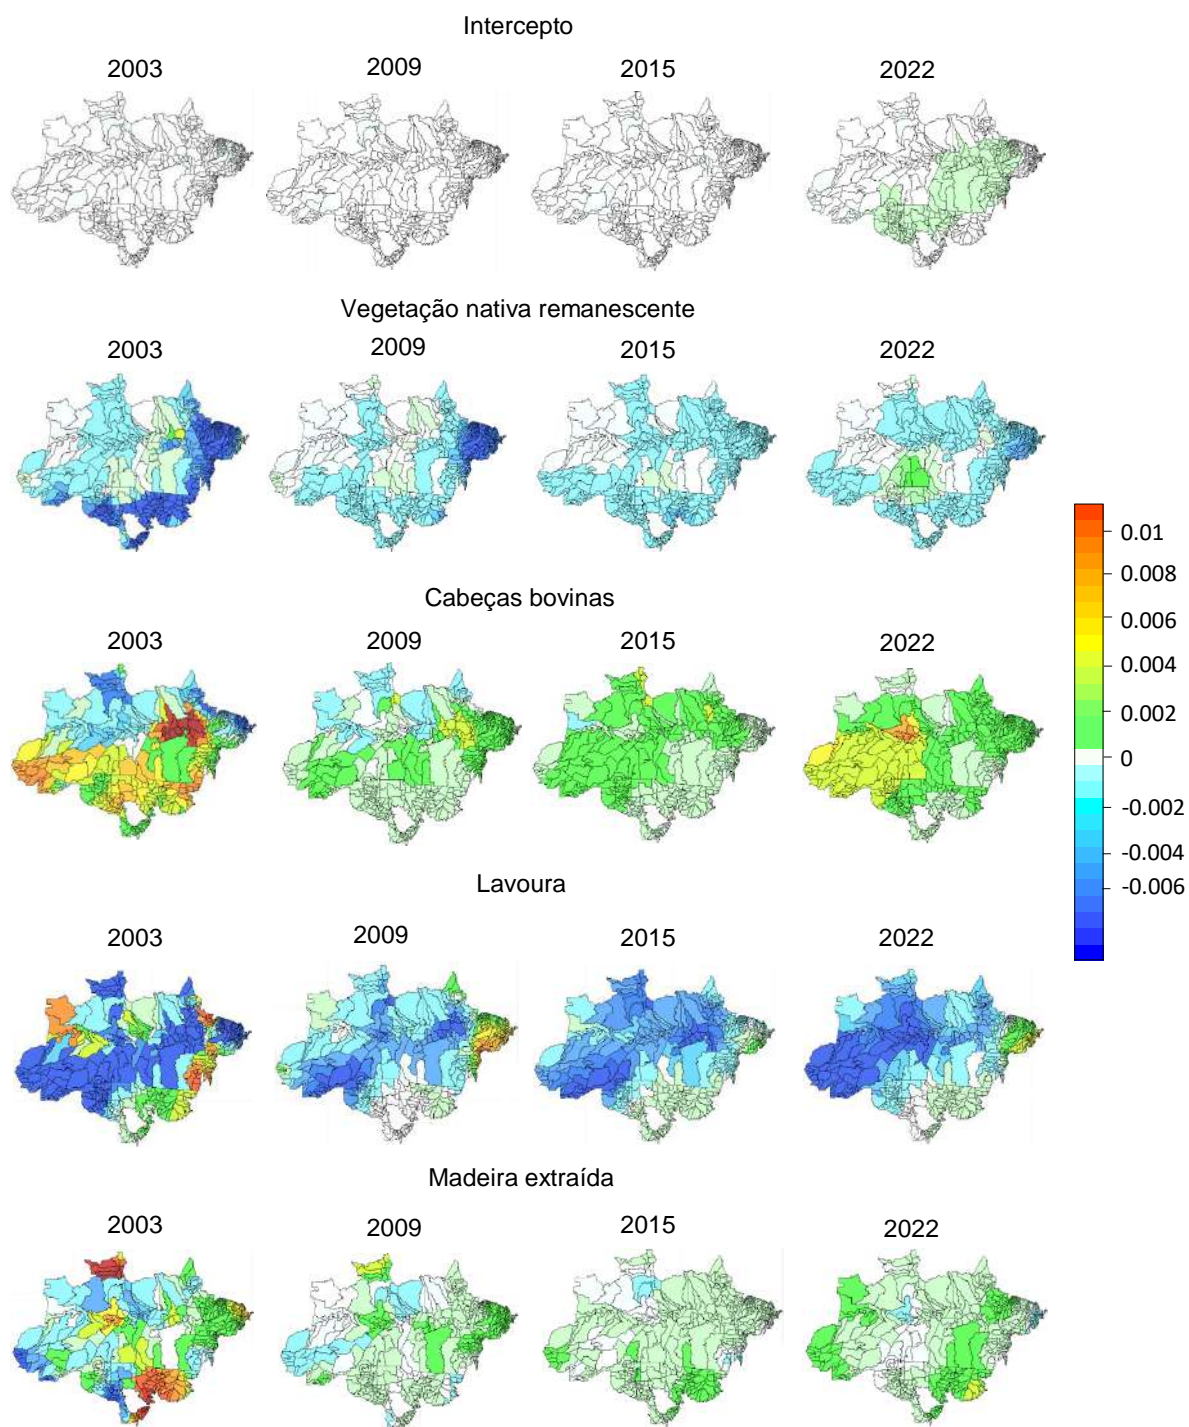 Intercepto
2003 2009 2015 2022
Vegetação nativa remanescente
2003 2009 2015 2022
Cabeças bovinas
2003 2009 2015 2022
0.01
0.008
0.006
0.004
0.002
0
-0.002
-0.004
-0.006
Lavoura
2003 2009 2015 2022
Madeira extraída
2003 2009 2015 2022